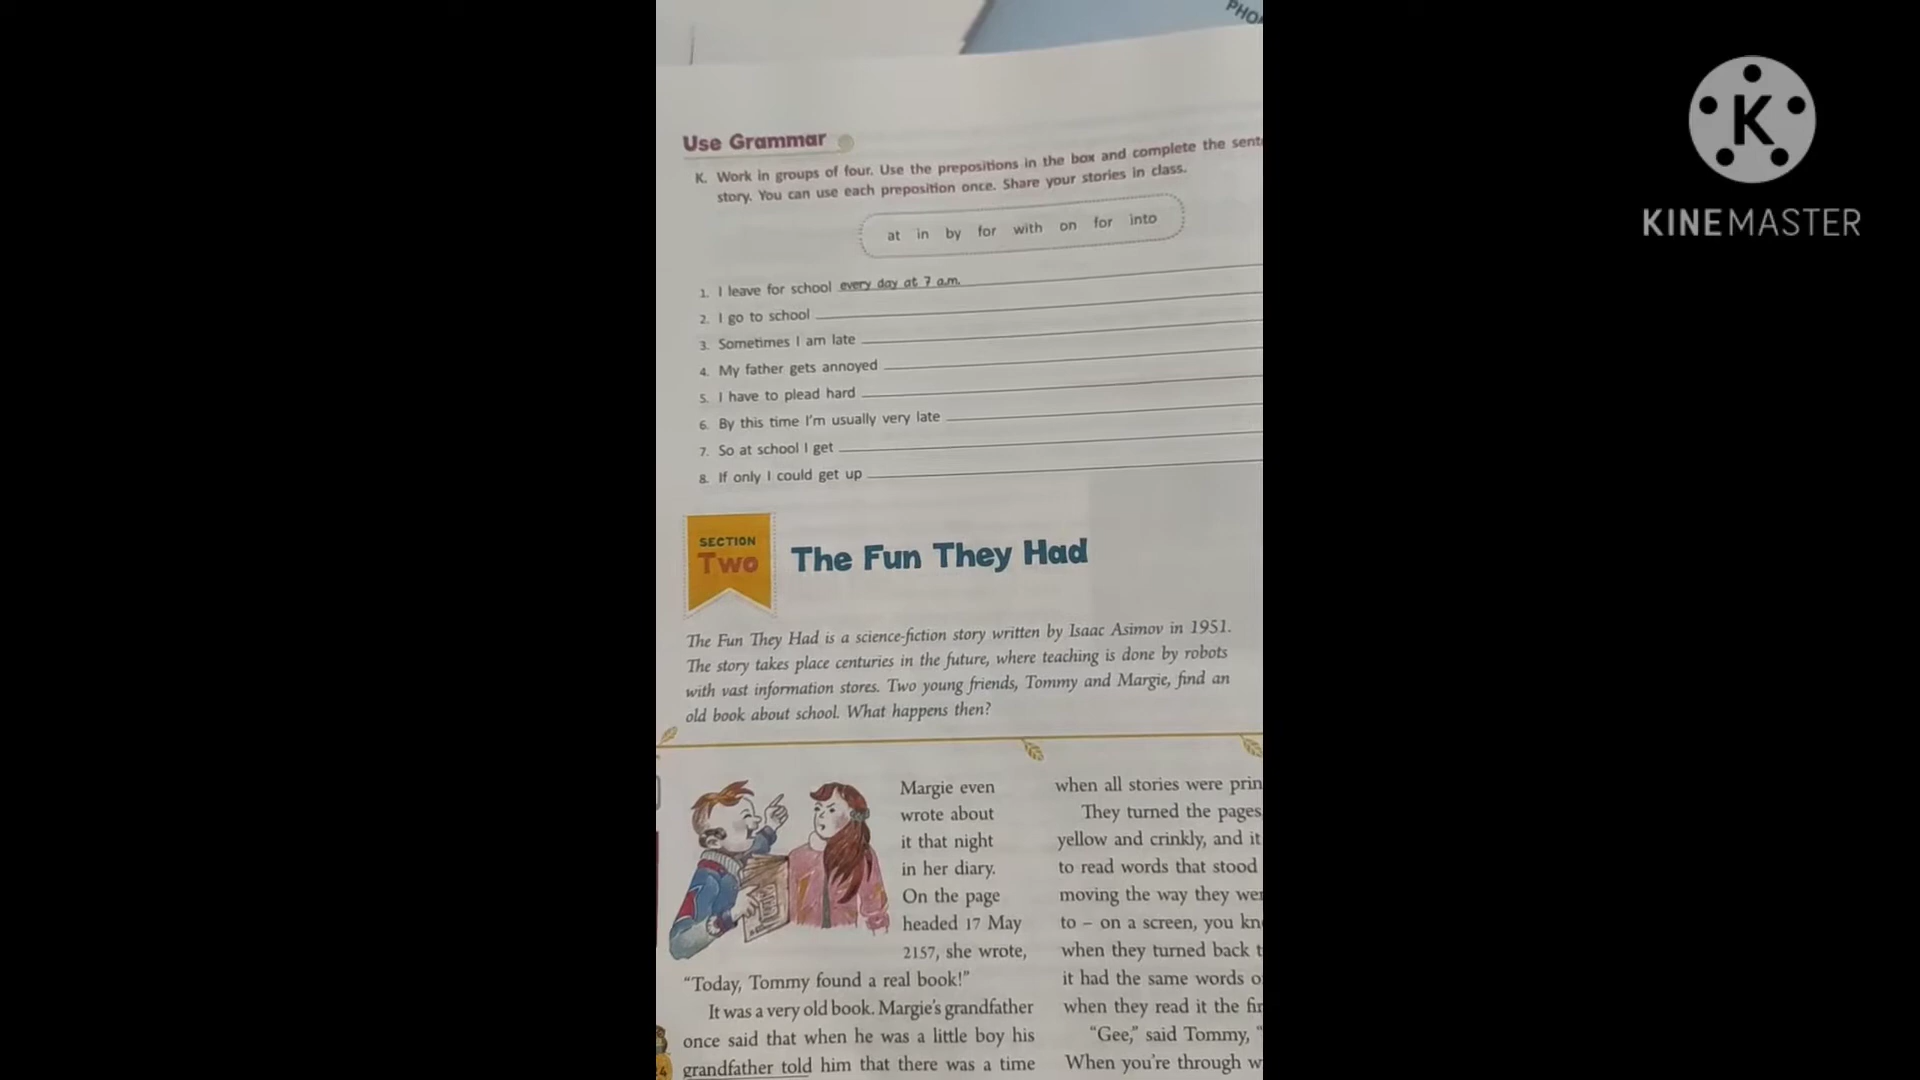 PHO
Use Grammar
K. Work in groups of four. Use the prepositions in the box and complete the sent
story. You can use each preposition once. Share your stories in class.
at in by for with on for into
1. I leave for school every day at 7 a.m.
2. I go to school
3. Sometimes I am late
4. My father gets annoyed
5. I have to plead hard
6. By this time I'm usually very late
7. So at school I get
8. If only I could get up
SECTION
Two
The Fun They Had
The Fun They Had is a science-fiction story written by Isaac Asimov in 1951.
The story takes place centuries in the future, where teaching is done by robots
with vast information stores. Two young friends, Tommy and Margie, find an
old book about school. What happens then?
Margie even
wrote about
it that night
in her diary.
On the page
headed 17 May
2157, she wrote,
"Today, Tommy found a real book!"
It was a very old book. Margie's grandfather
once said that when he was a little boy his
grandfather told him that there was a time
when all stories were prin
They turned the pages
yellow and crinkly, and it
to read words that stood
moving the way they wer
to – on a screen, you kn
when they turned back t
it had the same words o
when they read it the fir
"Gee," said Tommy, "
When you're through w
4
K
KINEMASTER